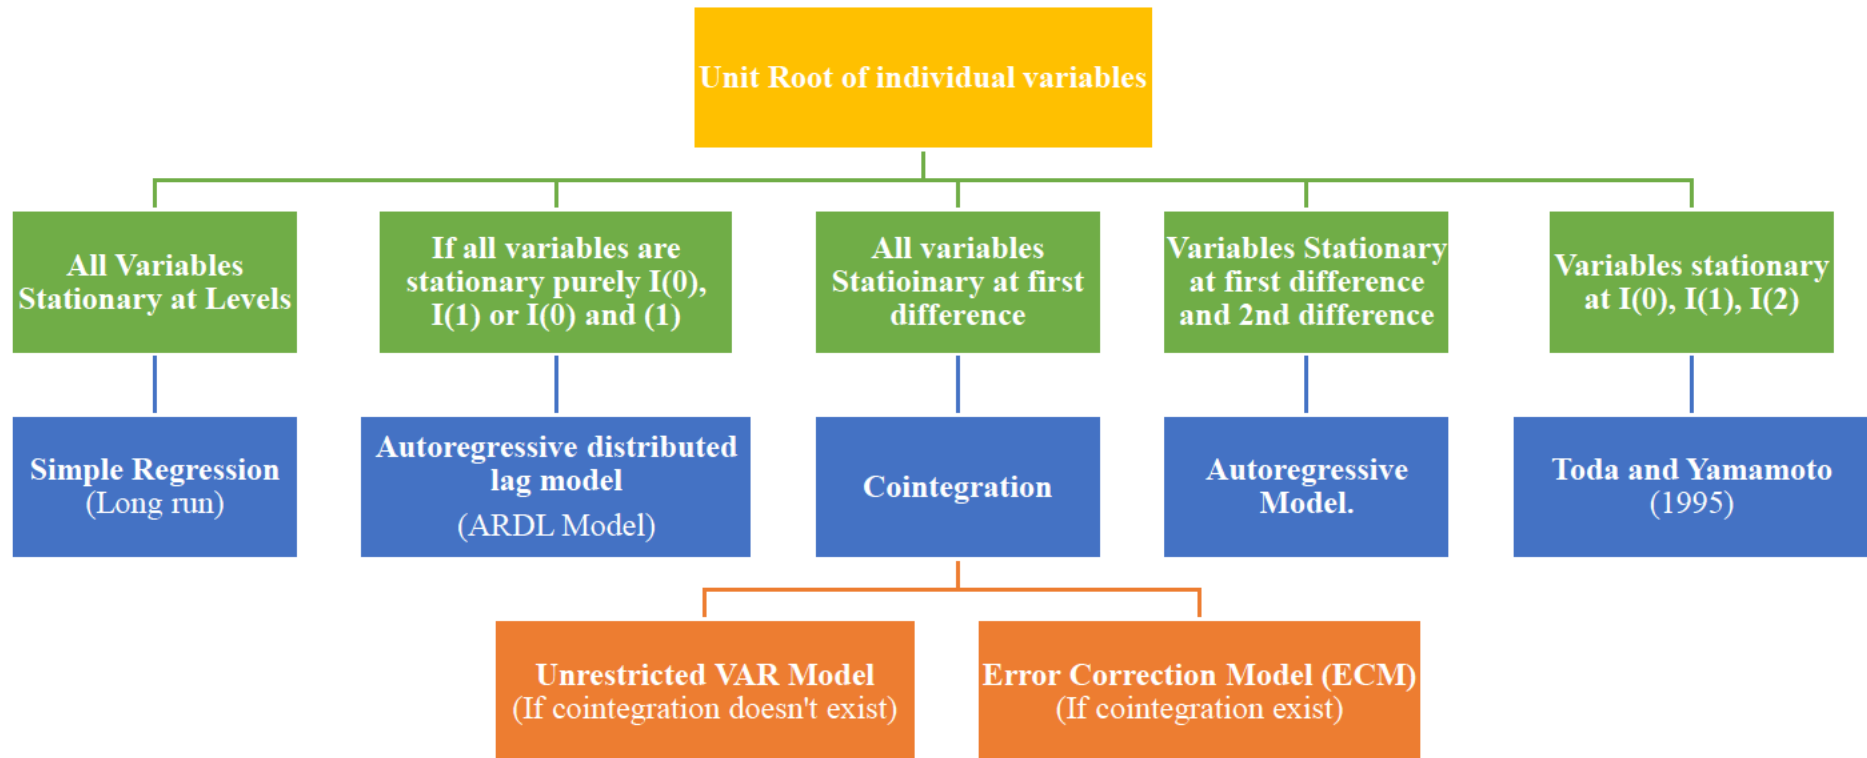 Unit Root of individual variables
All Variables
Stationary at Levels
If all variables are
stationary purely I(0),
I(1) or I(0) and (1)
All variables
Statioinary at first
difference
Variables Stationary
at first difference
and 2nd difference
Variables stationary
at I(0), I(1), I(2)
Simple Regression
(Long run)
Autoregressive distributed
lag model
(ARDL Model)
Cointegration
Autoregressive
Model.
Toda and Yamamoto
(1995)
Unrestricted VAR Model
(If cointegration doesn't exist)
Error Correction Model (ECM)
(If cointegration exist)